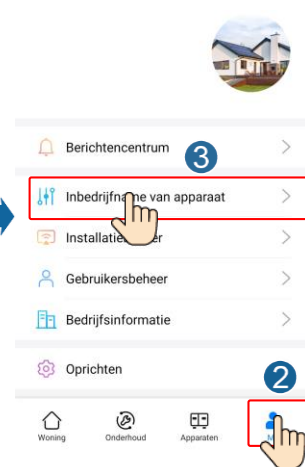 Berichtencentrum
3
Inbedrijfname van apparaat
Gebruikersbeheer
Bedrijfsinformatie
Oprichten
2
Woning
Onderhoud
Apparaten